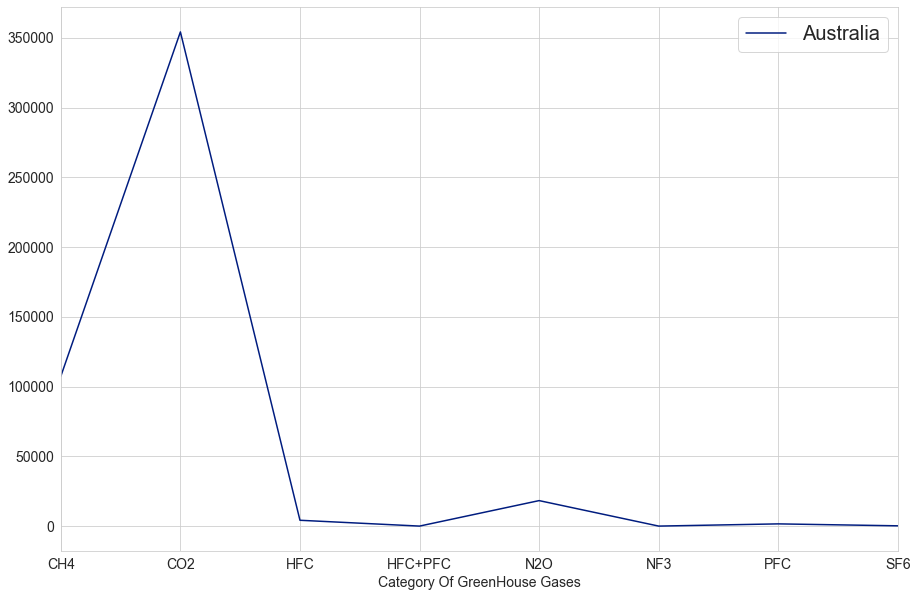 Australia
350000
300000
250000
200000
150000
100000
50000
0
CH4 CO2 HFC HFC+PFC N2O NF3 PFC SF6
Category Of GreenHouse Gases